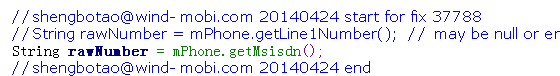 //shengbotao@wind-mobi.com 20140424 start for fix 37788
//String rawNumber = mPhone.getLine1Number(); // may be null or
String rawNumber = mPhone.getMsisdn();
//shengbotao@wind-mobi.com 20140424 end